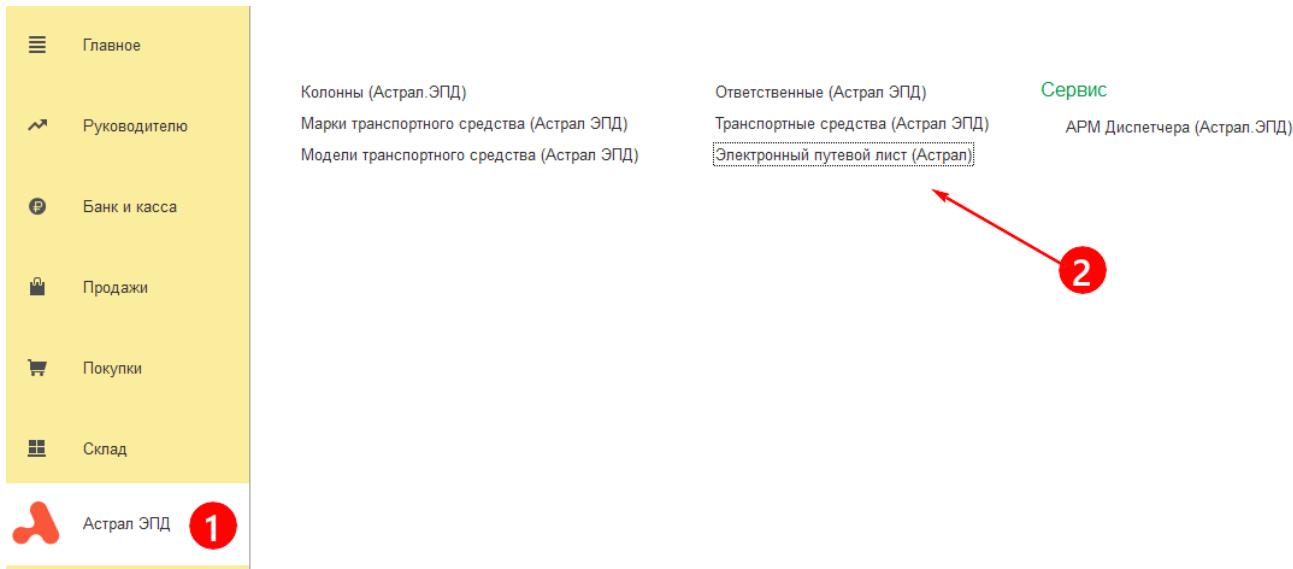 Главное
Руководителю
Банк и касса
Продажи
Покупки
Склад
Астрал ЭПД
1
Колонны (Астрал.ЭПД)
Марки транспортного средства (Астрал ЭПД)
Модели транспортного средства (Астрал ЭПД)
Ответственные (Астрал ЭПД)
Транспортные средства (Астрал ЭПД)
Электронный путевой лист (Астрал)
2
Сервис
АРМ Диспетчера (Астрал.ЭПД)